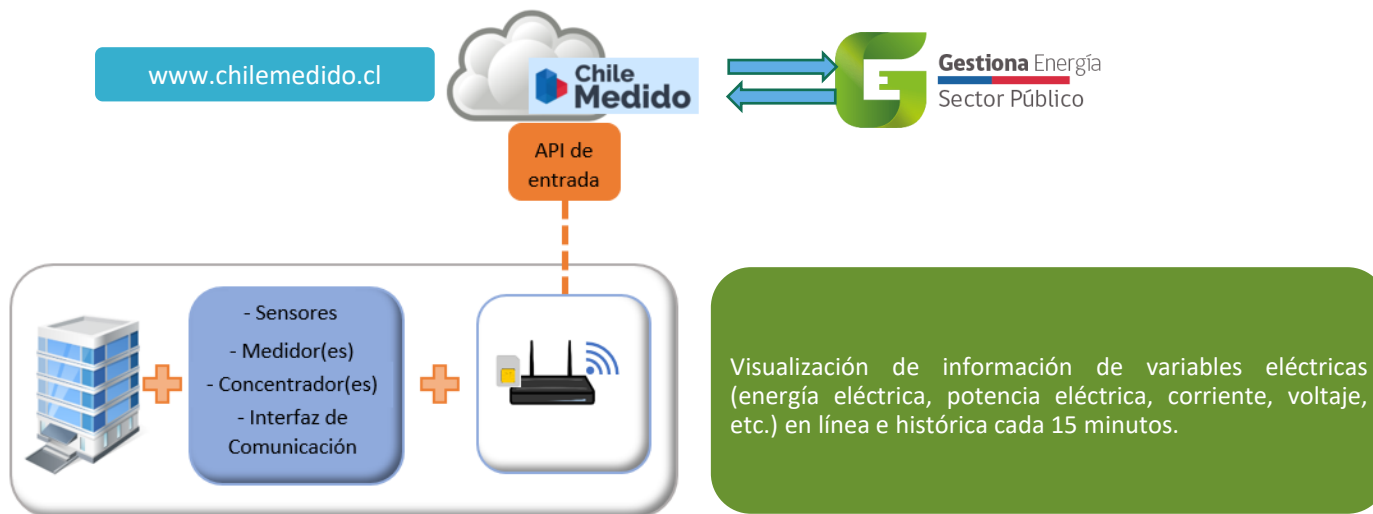 www.chilemedido.cl
Chile
Medido
Gestiona Energía
Sector Público
API de
entrada
- Sensores
- Medidor(es)
- Concentrador(es)
- Interfaz de
Comunicación
Visualización de información de variables eléctricas
(energía eléctrica, potencia eléctrica, corriente, voltaje,
etc.) en línea e histórica cada 15 minutos.